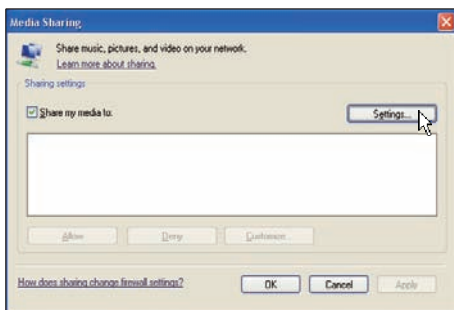 Media Sharing
Share music, pictures, and video on your network.
Learn more about sharing.
Sharing settings
Share my media to:
Settings...
Allow
Deny
Customize...
How does sharing change firewall settings?
OK
Cancel
Apply